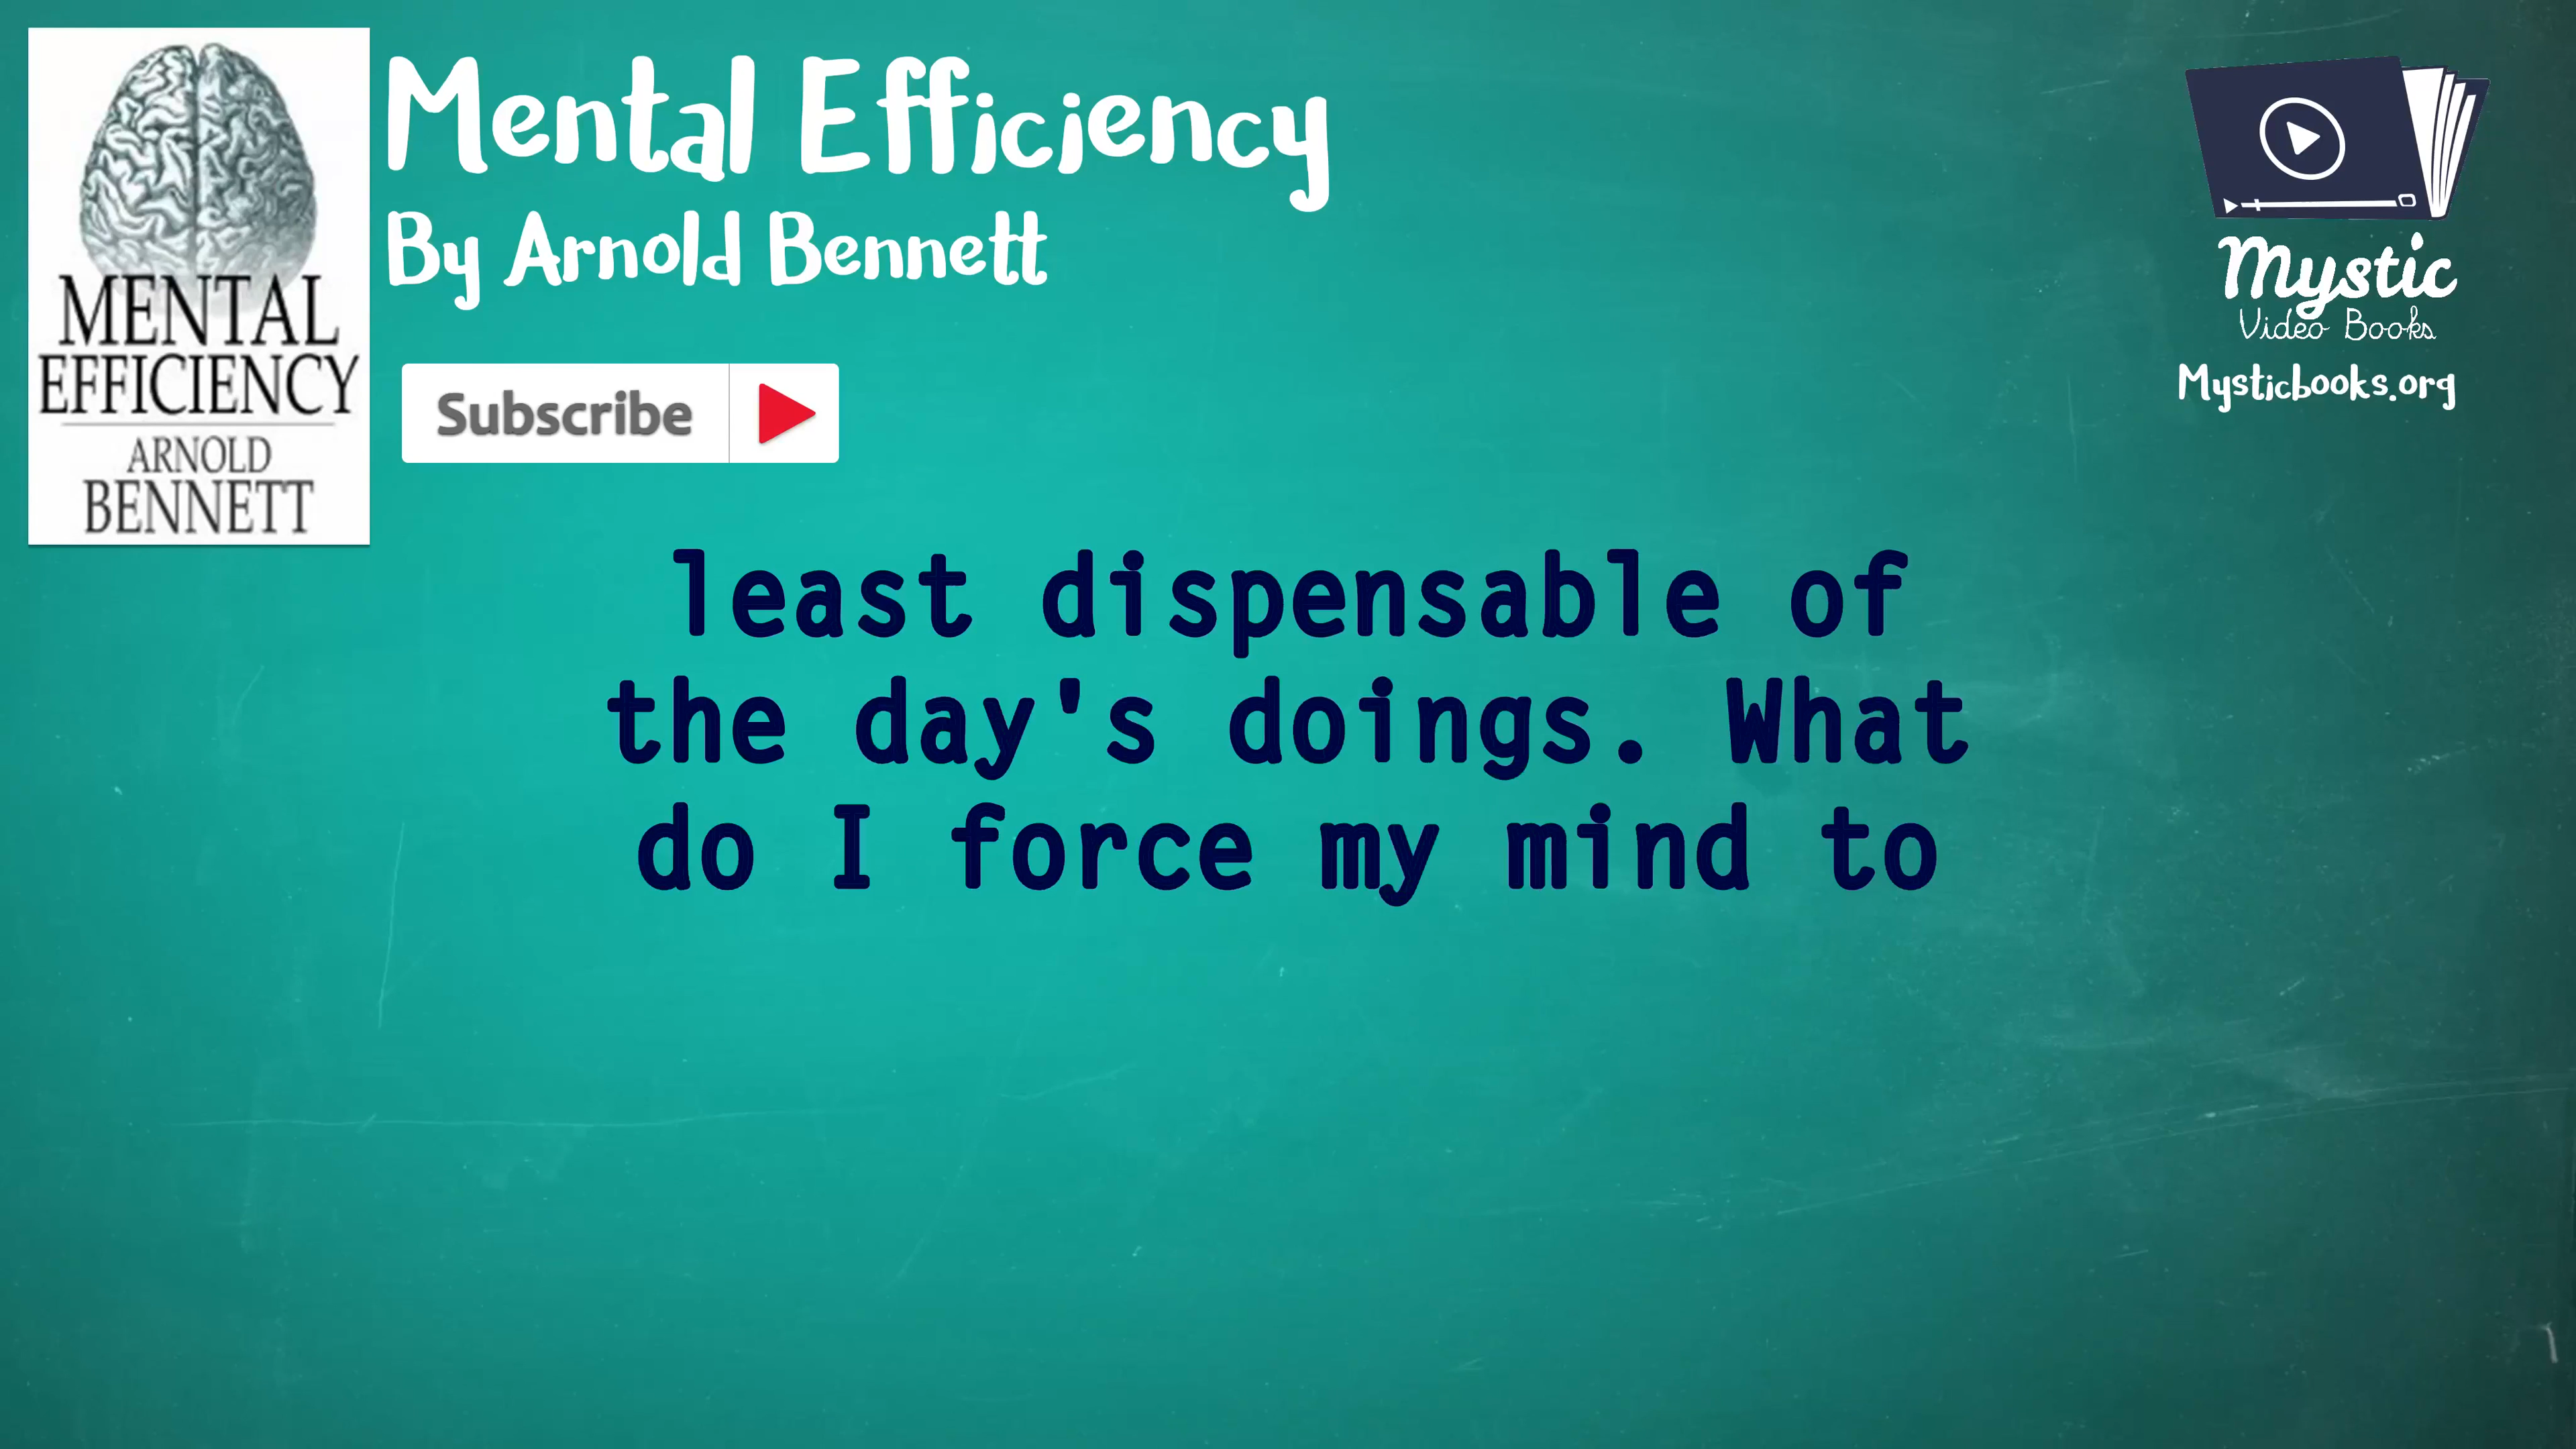 MENTAL
EFFICIENCY
ARNOLD
BENNETT
Mental Efficiency
By Arnold Bennett
Subscribe
Mystic
Video Books
Mysticbooks.org
least dispensable of
the day's doings. What
do I force my mind to